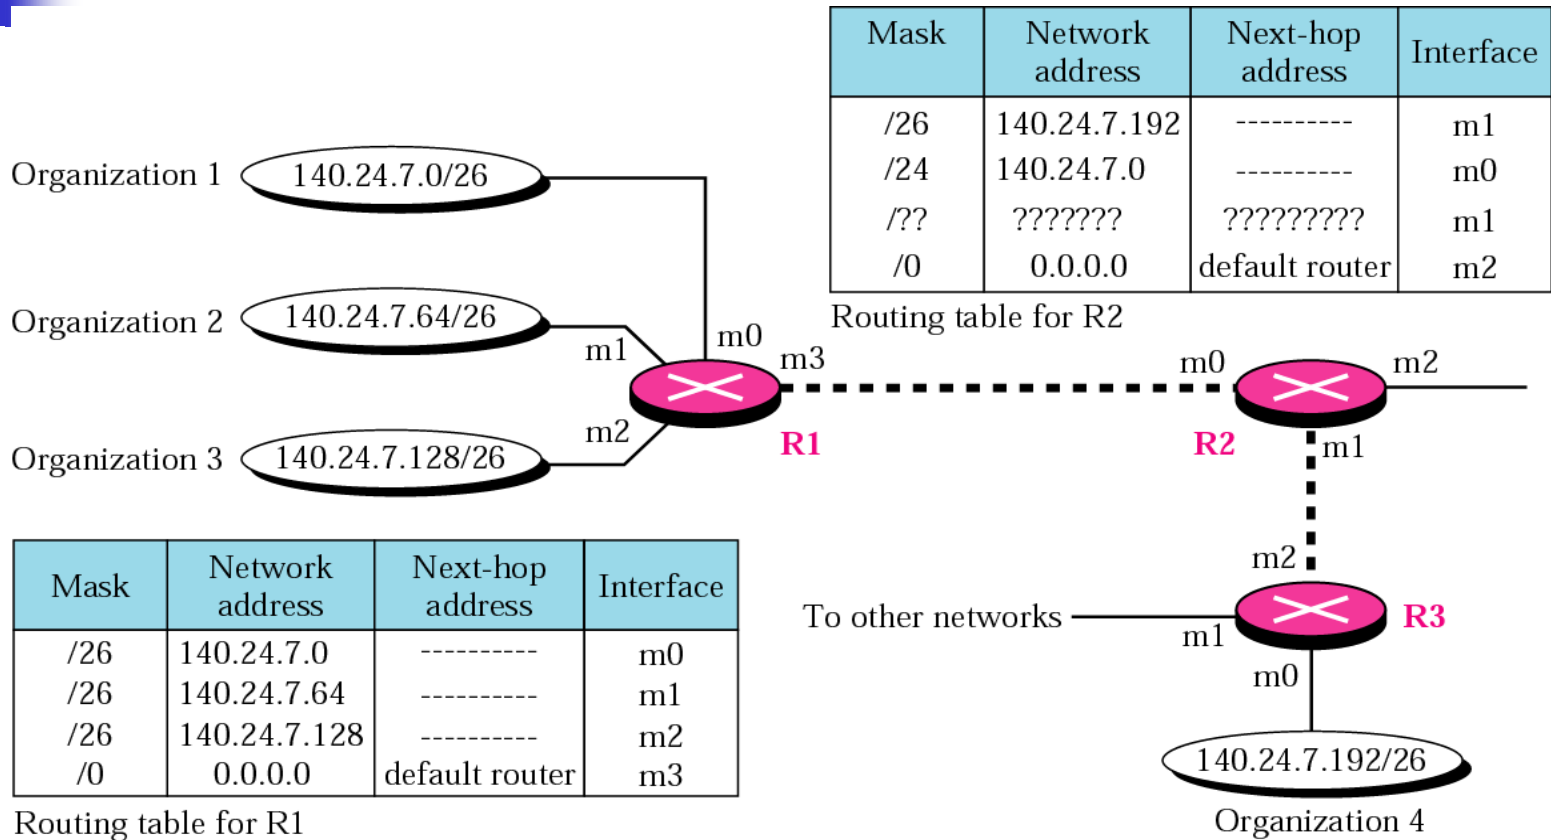 Mask Network address Next-hop address Interface
/26 140.24.7.192 ---------- m1
/24 140.24.7.0 ---------- m0
/?? ??????? ????????? m1
/0 0.0.0.0 default router m2
Routing table for R2
Organization 1 140.24.7.0/26
Organization 2 140.24.7.64/26
Organization 3 140.24.7.128/26
m0
m1
m2
m3
R1
m0
m2
R2
m1
m2
To other networks
m1
R3
m0
140.24.7.192/26
Organization 4
Mask Network address Next-hop address Interface
/26 140.24.7.0 ---------- m0
/26 140.24.7.64 ---------- m1
/26 140.24.7.128 ---------- m2
/0 0.0.0.0 default router m3
Routing table for R1